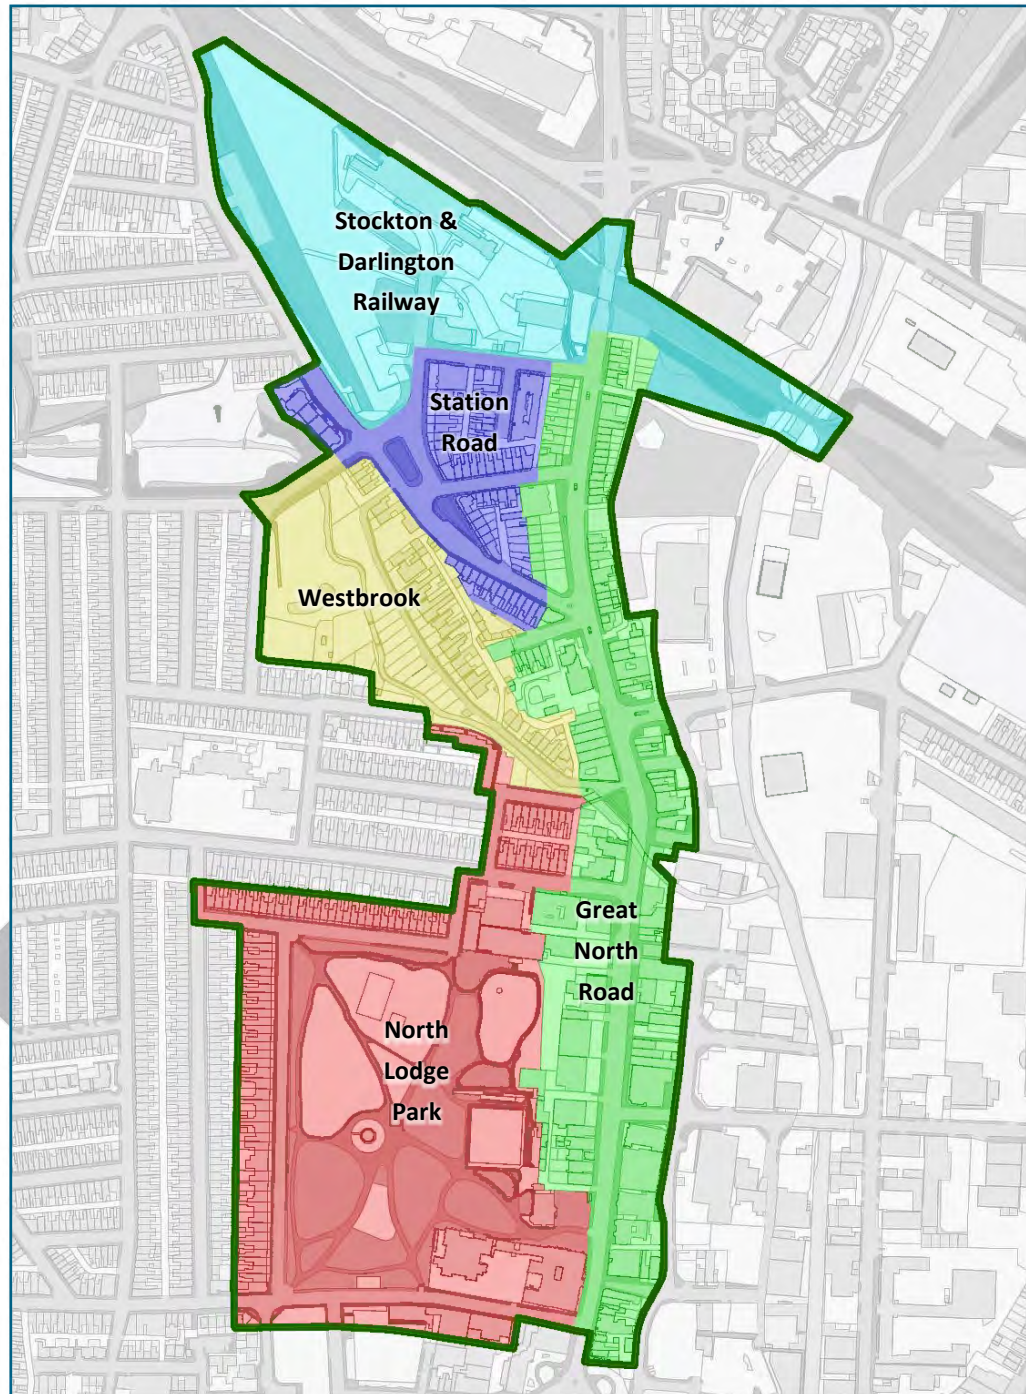 Stockton &
Darlington
Railway
Station
Road
Westbrook
Great
North
Road
North
Lodge
Park